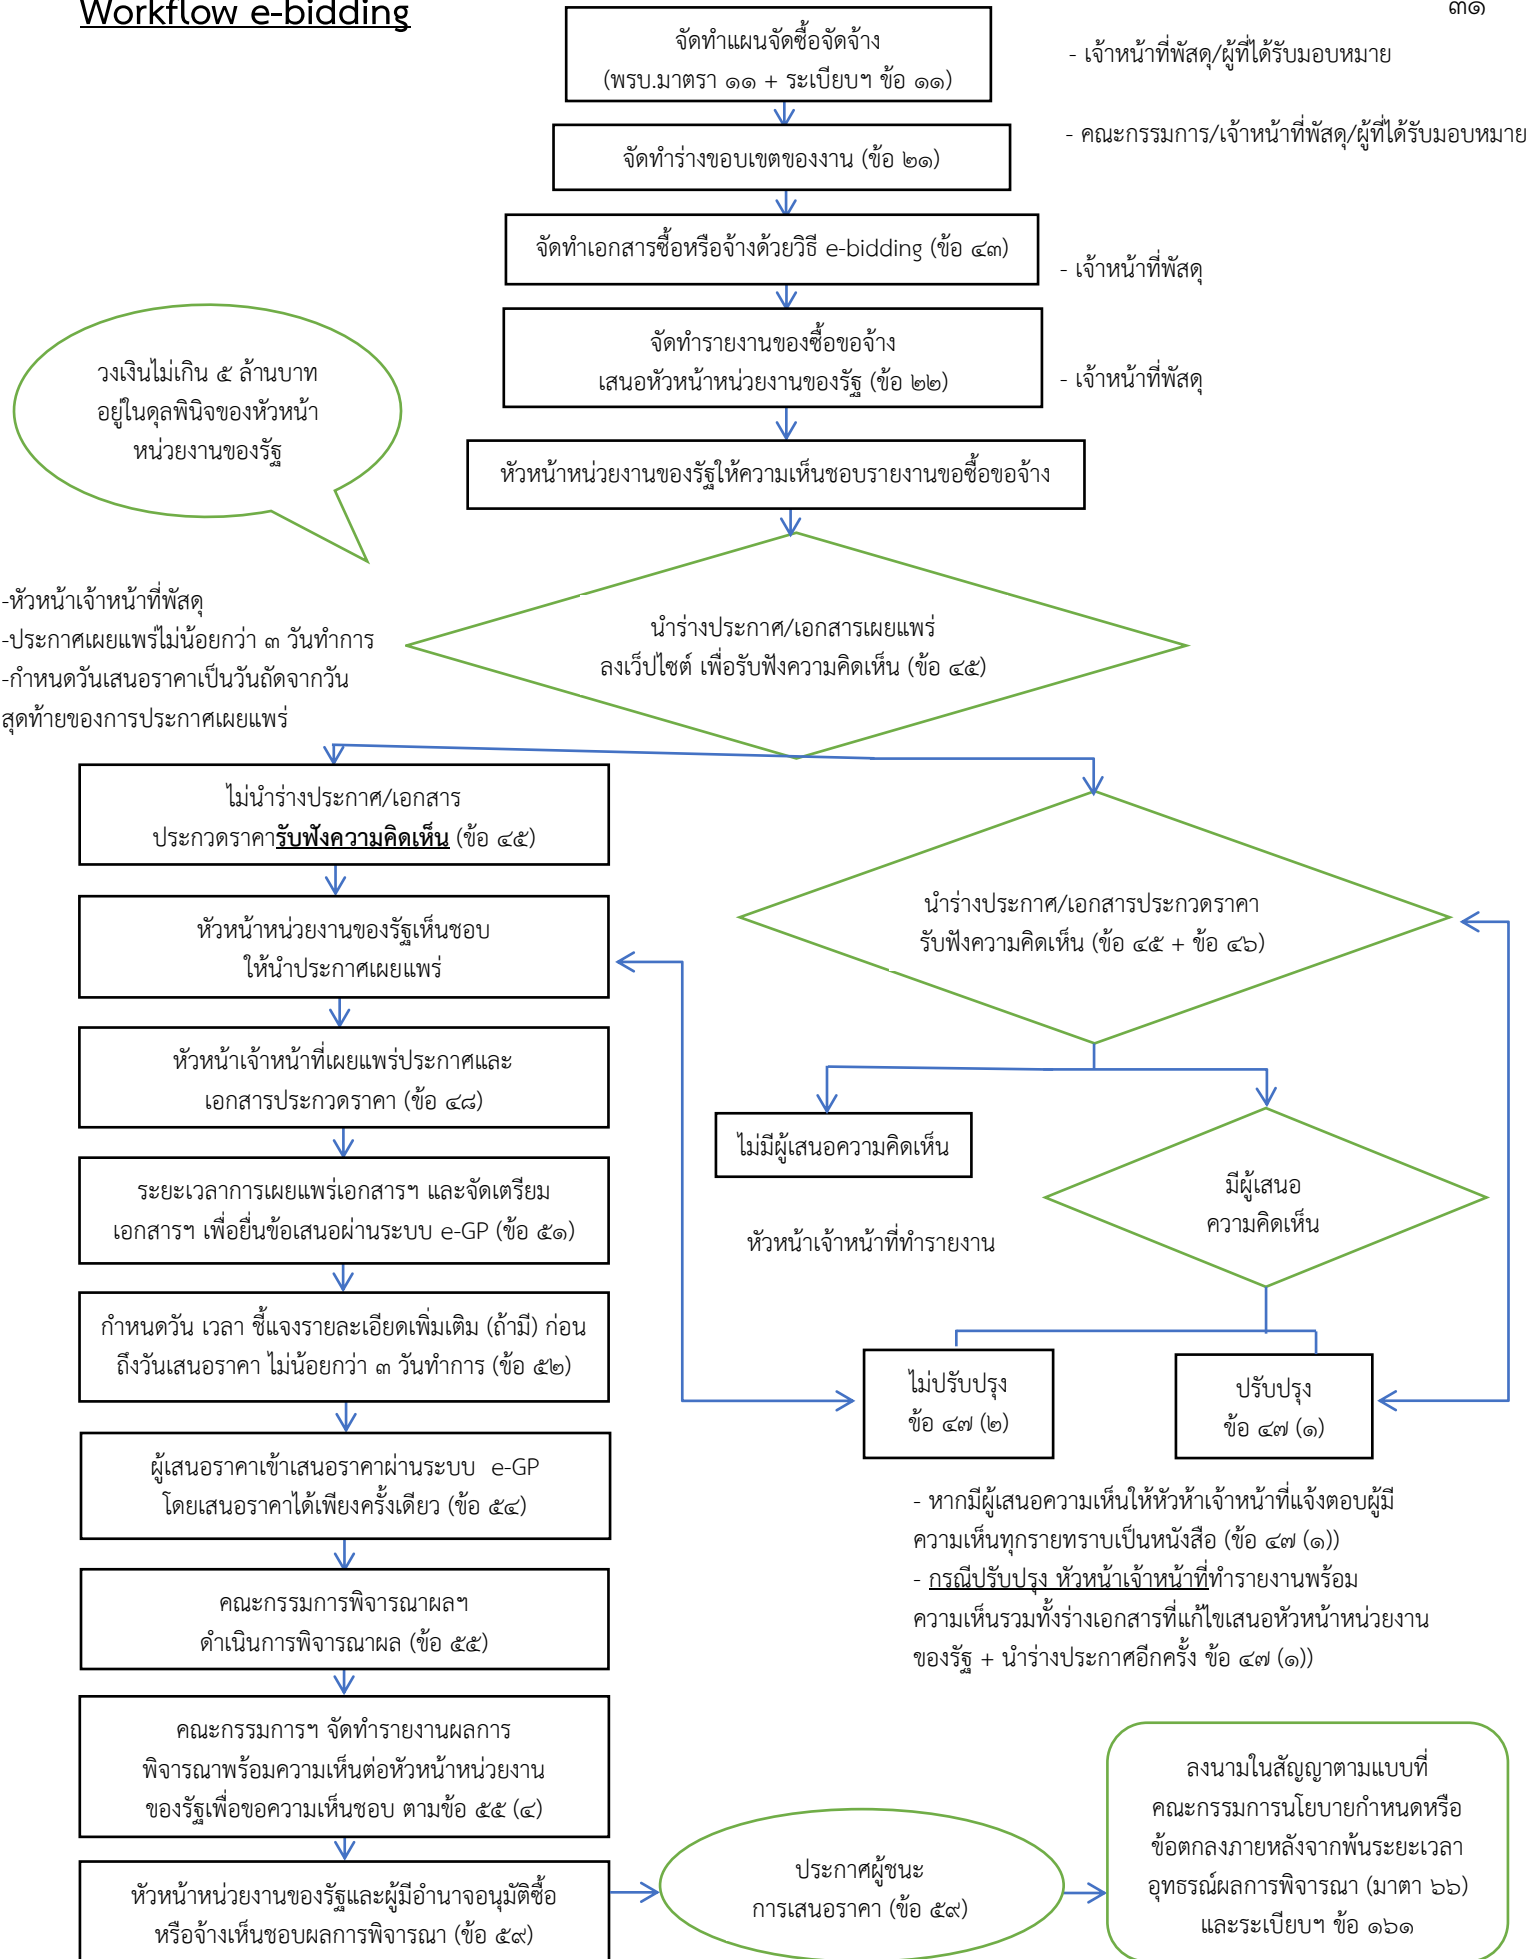 Workflow e-bidding
๓๑
จัดทำแผนจัดซื้อจัดจ้าง
(พรบ.มาตรา ๑๑ + ระเบียบฯ ข้อ ๑๑)
- เจ้าหน้าที่พัสดุ/ผู้ที่ได้รับมอบหมาย
จัดทำร่างขอบเขตของงาน (ข้อ ๒๑)
- คณะกรรมการ/เจ้าหน้าที่พัสดุ/ผู้ที่ได้รับมอบหมาย
จัดทำเอกสารซื้อหรือจ้างด้วยวิธี e-bidding (ข้อ ๔๓)
- เจ้าหน้าที่พัสดุ
จัดทำรายงานของซื้อขอจ้าง
เสนอหัวหน้าหน่วยงานของรัฐ (ข้อ ๒๒)
- เจ้าหน้าที่พัสดุ
วงเงินไม่เกิน ๕ ล้านบาท
อยู่ในดุลพินิจของหัวหน้า
หน่วยงานของรัฐ
หัวหน้าหน่วยงานของรัฐให้ความเห็นชอบรายงานขอซื้อขอจ้าง
-หัวหน้าเจ้าหน้าที่พัสดุ
-ประกาศเผยแพร่ไม่น้อยกว่า ๓ วันทำการ
-กำหนดวันเสนอราคาเป็นวันถัดจากวัน
สุดท้ายของการประกาศเผยแพร่
นำร่างประกาศ/เอกสารเผยแพร่
ลงเว็ปไซต์ เพื่อรับฟังความคิดเห็น (ข้อ ๔๕)
ไม่นำร่างประกาศ/เอกสาร
ประกวดราคารับฟังความคิดเห็น (ข้อ ๔๕)
หัวหน้าหน่วยงานของรัฐเห็นชอบ
ให้นำประกาศเผยแพร่
หัวหน้าเจ้าหน้าที่เผยแพร่ประกาศและ
เอกสารประกวดราคา (ข้อ ๔๘)
ระยะเวลาการเผยแพร่เอกสารฯ และจัดเตรียม
เอกสารฯ เพื่อยื่นข้อเสนอผ่านระบบ e-GP (ข้อ ๕๑)
กำหนดวัน เวลา ชี้แจงรายละเอียดเพิ่มเติม (ถ้ามี) ก่อน
ถึงวันเสนอราคา ไม่น้อยกว่า ๓ วันทำการ (ข้อ ๕๒)
ผู้เสนอราคาเข้าเสนอราคาผ่านระบบ e-GP
โดยเสนอราคาได้เพียงครั้งเดียว (ข้อ ๕๔)
คณะกรรมการพิจารณาผลฯ
ดำเนินการพิจารณาผล (ข้อ ๕๕)
คณะกรรมการฯ จัดทำรายงานผลการ
พิจารณาพร้อมความเห็นต่อหัวหน้าหน่วยงาน
ของรัฐเพื่อขอความเห็นชอบ ตามข้อ ๕๕ (๔)
หัวหน้าหน่วยงานของรัฐและผู้มีอำนาจอนุมัติซื้อ
หรือจ้างเห็นชอบผลการพิจารณา (ข้อ ๕๙)
นำร่างประกาศ/เอกสารประกวดราคา
รับฟังความคิดเห็น (ข้อ ๔๕ + ข้อ ๔๖)
ไม่มีผู้เสนอความคิดเห็น
มีผู้เสนอ
ความคิดเห็น
หัวหน้าเจ้าหน้าที่ทำรายงาน
ไม่ปรับปรุง
ข้อ ๔๗ (๒)
ปรับปรุง
ข้อ ๔๗ (๑)
- หากมีผู้เสนอความเห็นให้หัวห้าเจ้าหน้าที่แจ้งตอบผู้มี
ความเห็นทุกรายทราบเป็นหนังสือ (ข้อ ๔๗ (๑))
- กรณีปรับปรุง หัวหน้าเจ้าหน้าที่ทำรายงานพร้อม
ความเห็นรวมทั้งร่างเอกสารที่แก้ไขเสนอหัวหน้าหน่วยงาน
ของรัฐ + นำร่างประกาศอีกครั้ง ข้อ ๔๗ (๑))
ประกาศผู้ชนะ
การเสนอราคา (ข้อ ๕๙)
ลงนามในสัญญาตามแบบที่
คณะกรรมการนโยบายกำหนดหรือ
ข้อตกลงภายหลังจากพ้นระยะเวลา
อุทธรณ์ผลการพิจารณา (มาตา ๖๖)
และระเบียบฯ ข้อ ๑๖๑